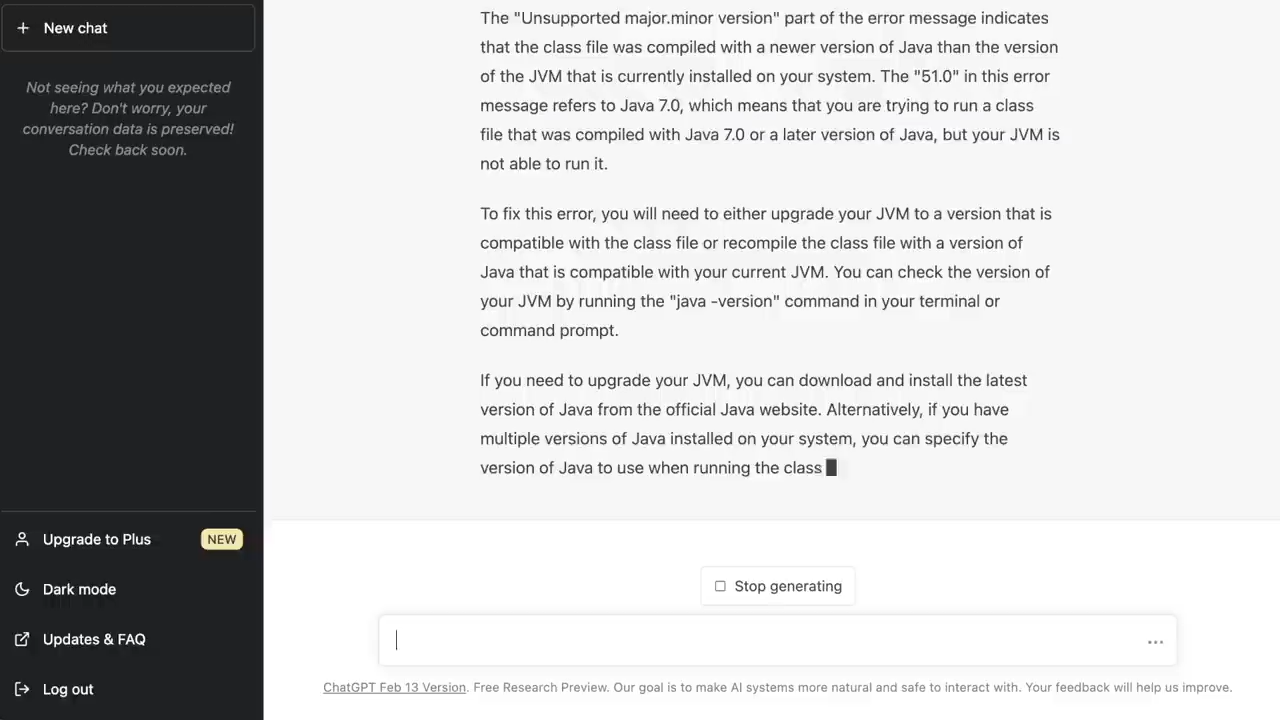 New chat
Not seeing what you expected
here? Don't worry, your
conversation data is preserved!
Check back soon.
Upgrade to Plus NEW
Dark mode
Updates & FAQ
Log out
The "Unsupported major.minor version" part of the error message indicates
that the class file was compiled with a newer version of Java than the version
of the JVM that is currently installed on your system. The "51.0" in this error
message refers to Java 7.0, which means that you are trying to run a class
file that was compiled with Java 7.0 or a later version of Java, but your JVM is
not able to run it.
To fix this error, you will need to either upgrade your JVM to a version that is
compatible with the class file or recompile the class file with a version of
Java that is compatible with your current JVM. You can check the version of
your JVM by running the "java -version" command in your terminal or
command prompt.
If you need to upgrade your JVM, you can download and install the latest
version of Java from the official Java website. Alternatively, if you have
multiple versions of Java installed on your system, you can specify the
version of Java to use when running the class
Stop generating
ChatGPT Feb 13 Version. Free Research Preview. Our goal is to make AI systems more natural and safe to interact with. Your feedback will help us improve.